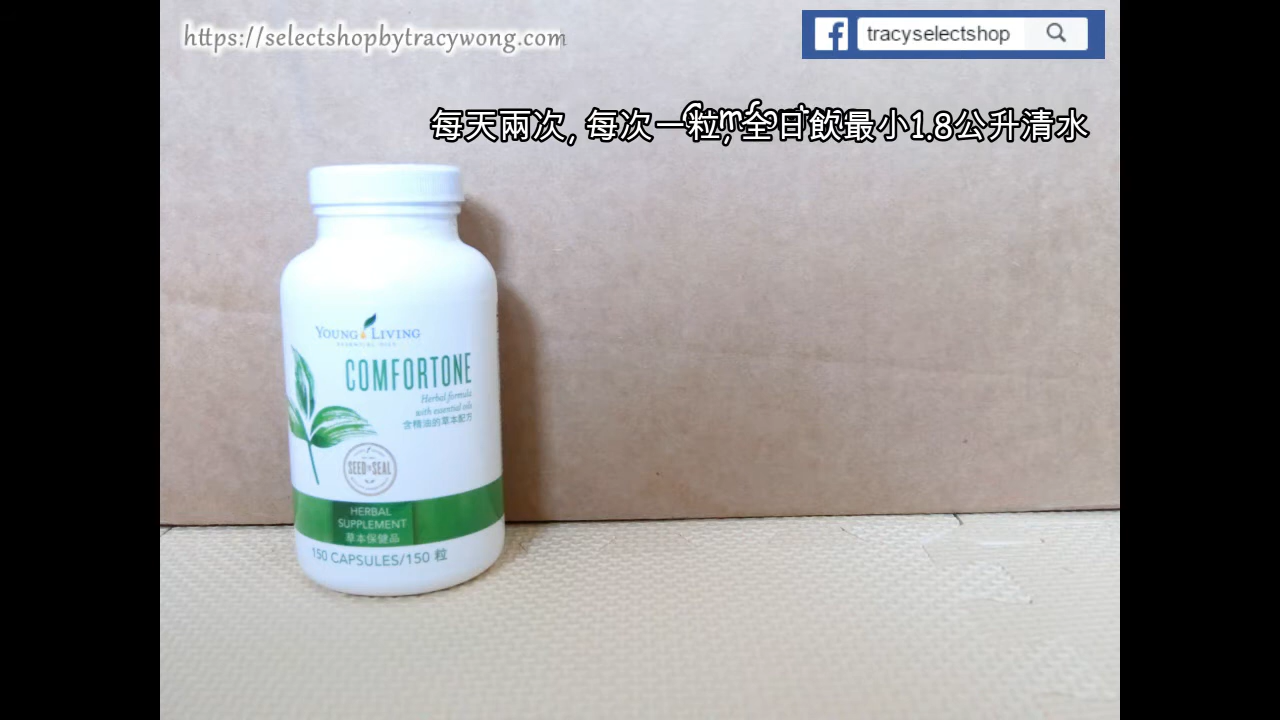 https://selectshopbytracywong.com
tracyselectshop
每天兩次, 每次一粒, 全日飲最小1.8公升清水
YOUNG LIVING
ESSENTIAL OILS
COMFORTONE
Herbal formula
with essential oils
含精油的草本配方
SEED TO SEAL
HERBAL
SUPPLEMENT
草本保健品
150 CAPSULES/150 粒